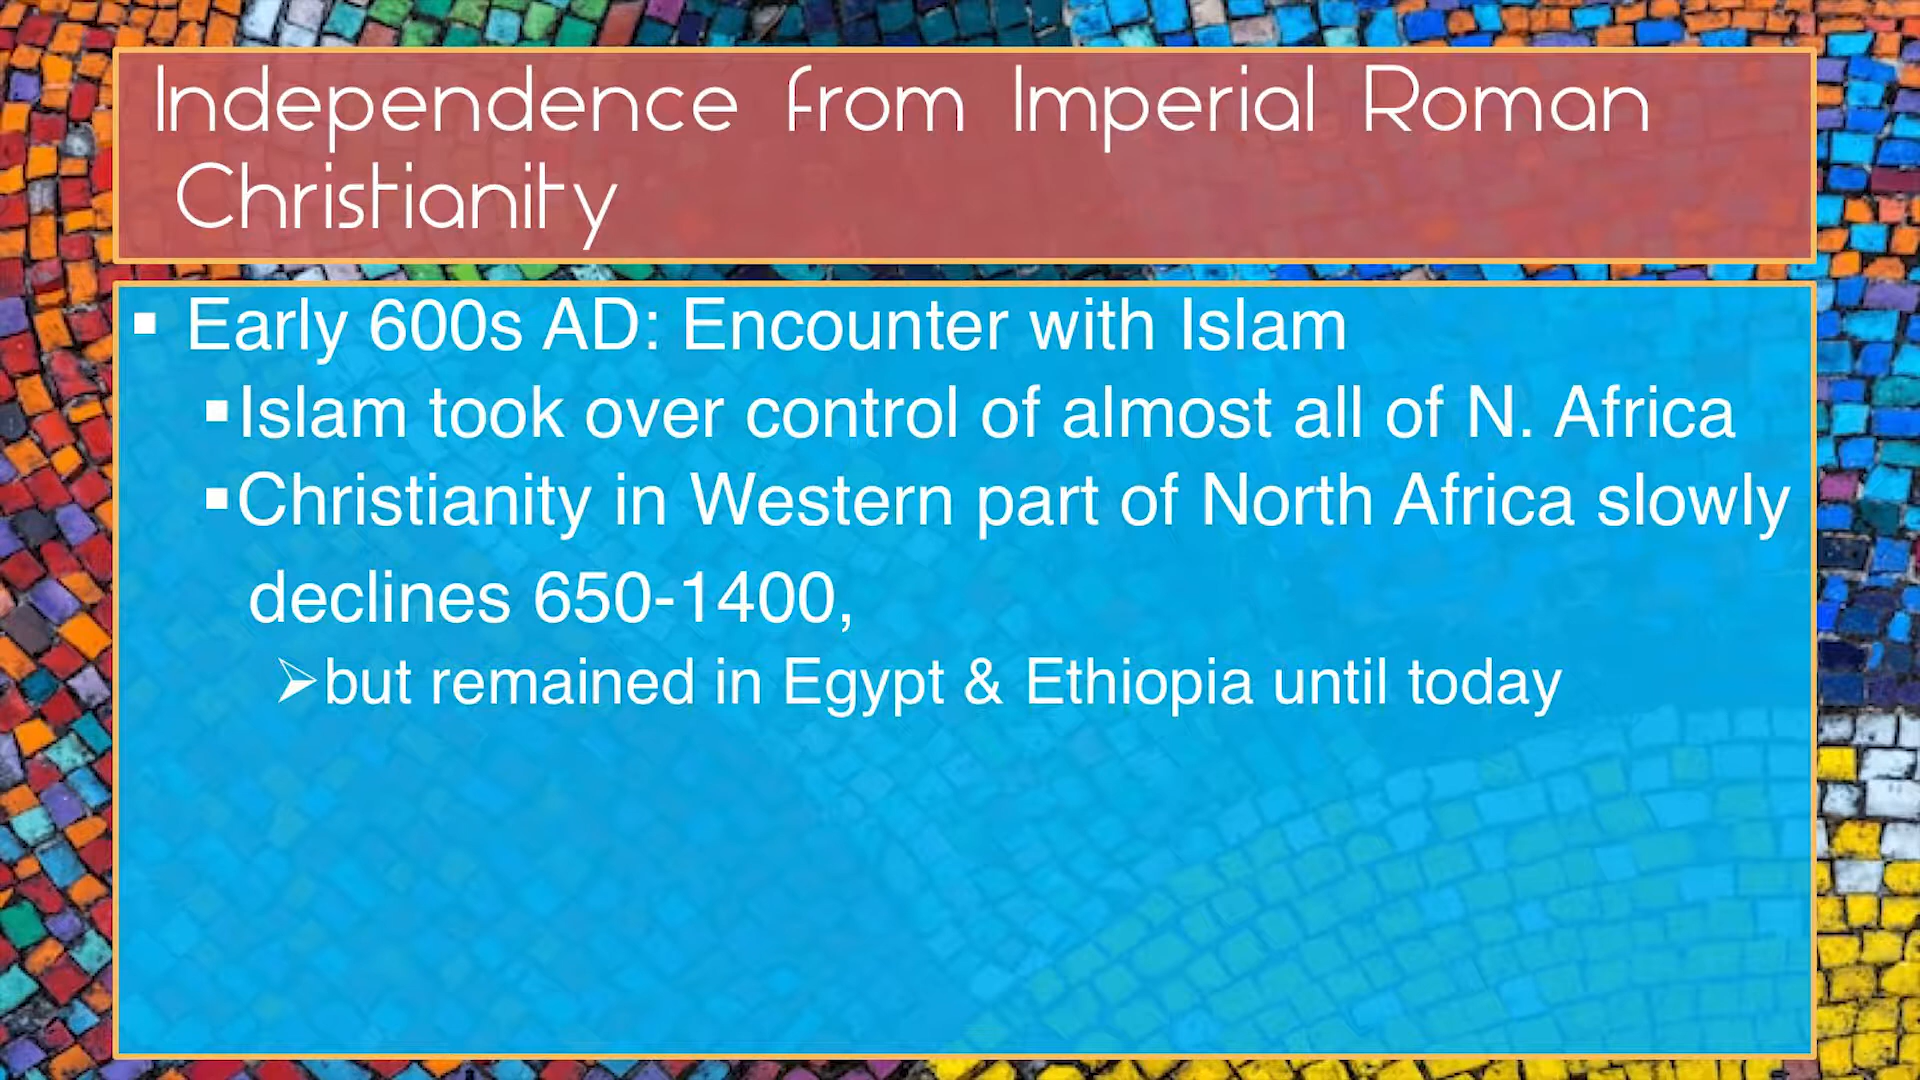 Independence from Imperial Roman
Christianity
▪ Early 600s AD: Encounter with Islam
▪Islam took over control of almost all of N. Africa
▪Christianity in Western part of North Africa slowly
declines 650-1400,
➢but remained in Egypt & Ethiopia until today